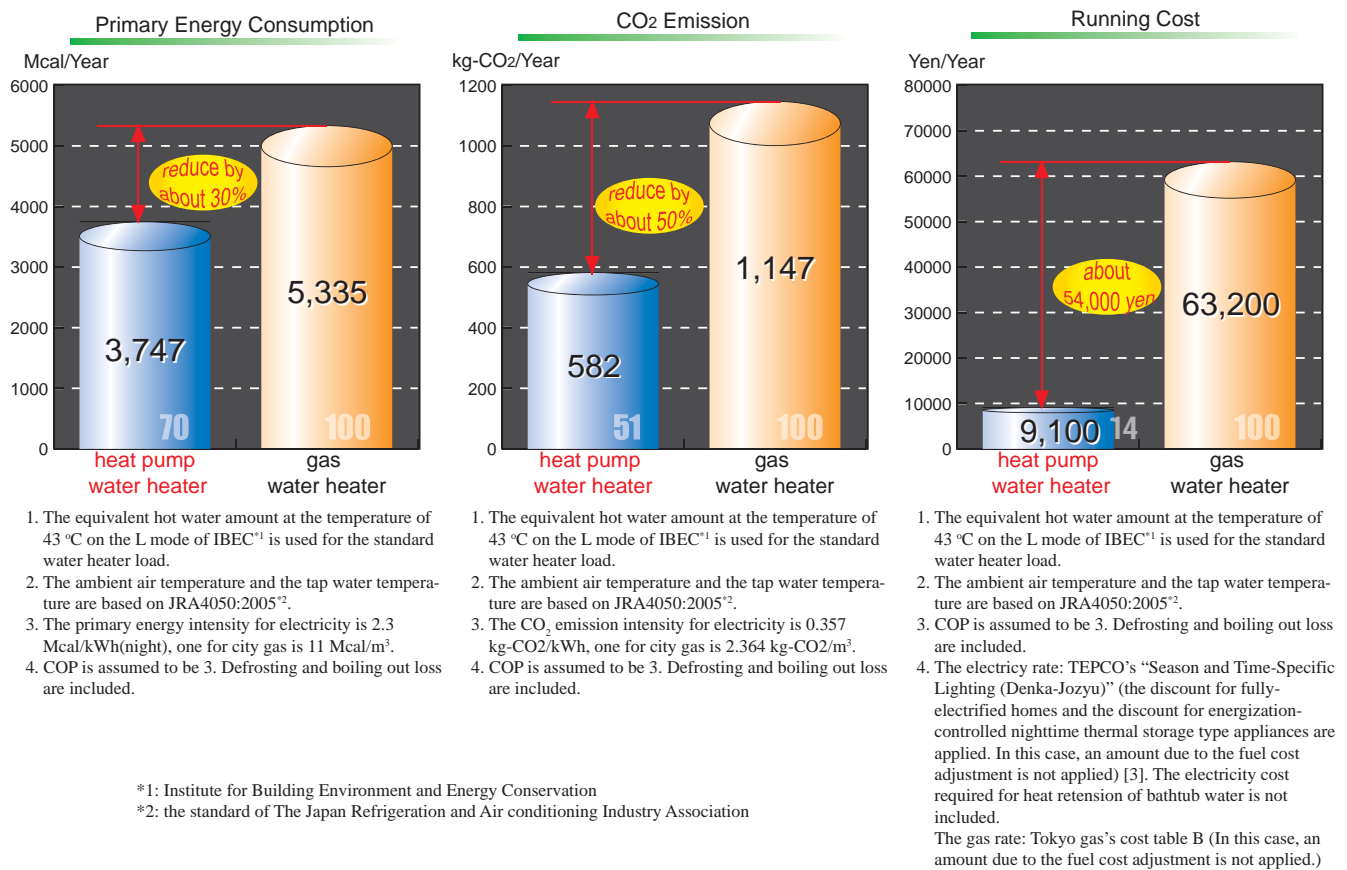 Primary Energy Consumption
Mcal/Year
6000
5000
4000
3000
2000
1000
0
reduce by
about 30%
3,747
5,335
70
100
heat pump
water heater
gas
water heater
1. The equivalent hot water amount at the temperature of
43 °C on the L mode of IBEC*1 is used for the standard
water heater load.
2. The ambient air temperature and the tap water tempera-
ture are based on JRA4050:2005*2.
3. The primary energy intensity for electricity is 2.3
Mcal/kWh(night), one for city gas is 11 Mcal/m3.
4. COP is assumed to be 3. Defrosting and boiling out loss
are included.
CO2 Emission
kg-CO2/Year
1200
1000
800
600
400
200
0
reduce by
about 50%
582
1,147
51
100
heat pump
water heater
gas
water heater
1. The equivalent hot water amount at the temperature of
43 °C on the L mode of IBEC*1 is used for the standard
water heater load.
2. The ambient air temperature and the tap water tempera-
ture are based on JRA4050:2005*2.
3. The CO2 emission intensity for electricity is 0.357
kg-CO2/kWh, one for city gas is 2.364 kg-CO2/m3.
4. COP is assumed to be 3. Defrosting and boiling out loss
are included.
Running Cost
Yen/Year
80000
70000
60000
50000
40000
30000
20000
10000
0
about
54,000 yen
9,100
63,200
14
100
heat pump
water heater
gas
water heater
1. The equivalent hot water amount at the temperature of
43 °C on the L mode of IBEC*1 is used for the standard
water heater load.
2. The ambient air temperature and the tap water tempera-
ture are based on JRA4050:2005*2.
3. COP is assumed to be 3. Defrosting and boiling out loss
are included.
4. The electricy rate: TEPCO's “Season and Time-Specific
Lighting (Denka-Jozyu)” (the discount for fully-
electrified homes and the discount for energization-
controlled nighttime thermal storage type appliances are
applied. In this case, an amount due to the fuel cost
adjustment is not applied) [3]. The electricity cost
required for heat retension of bathtub water is not
included.
The gas rate: Tokyo gas's cost table B (In this case, an
amount due to the fuel cost adjustment is not applied.)
*1: Institute for Building Environment and Energy Conservation
*2: the standard of The Japan Refrigeration and Air conditioning Industry Association